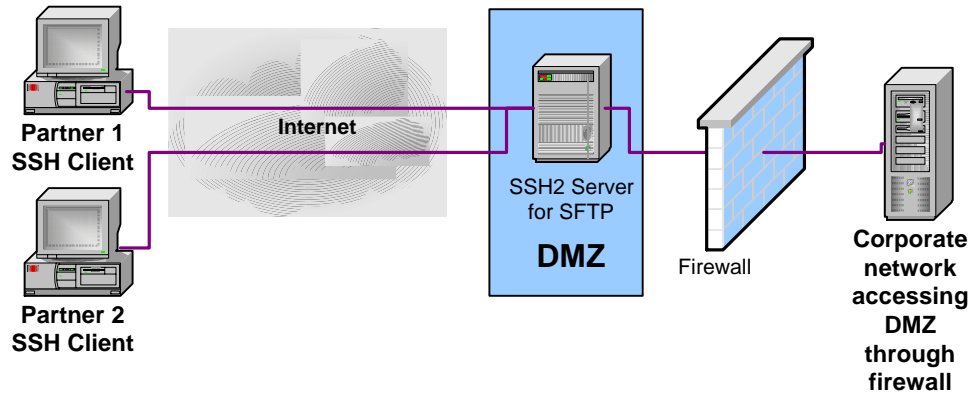 Partner 1
SSH Client
Internet
SSH2 Server
for SFTP
DMZ
Firewall
Partner 2
SSH Client
Corporate
network
accessing
DMZ
through
firewall